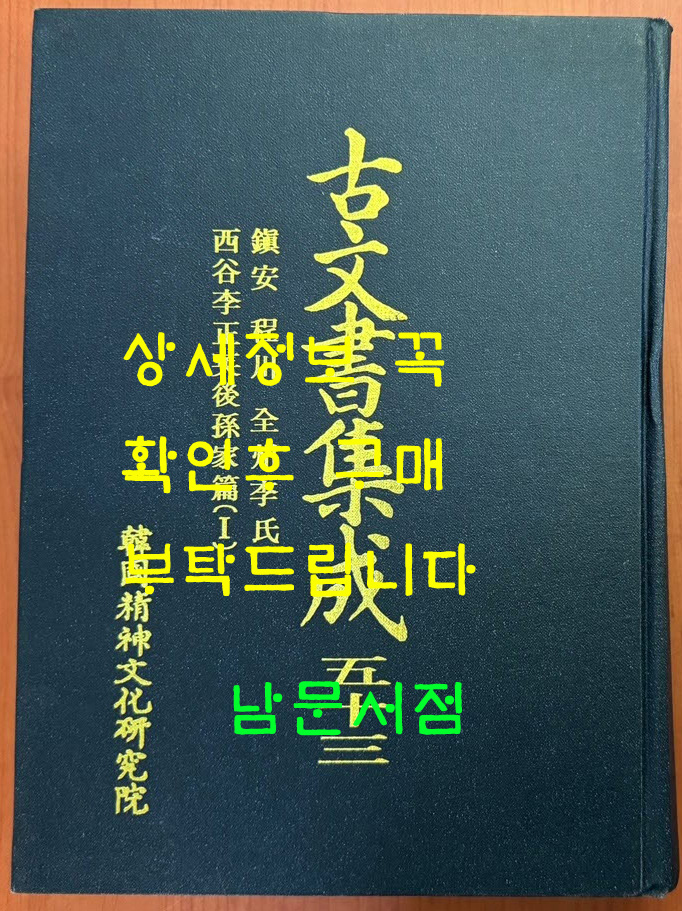 古文書集成 五十三
鎭安 程川 全州李氏
西谷李正英後孫家篇(I)
韓國精神文化研究院
상세정보 꼭
확인후 구매
부탁드립니다
남문서점